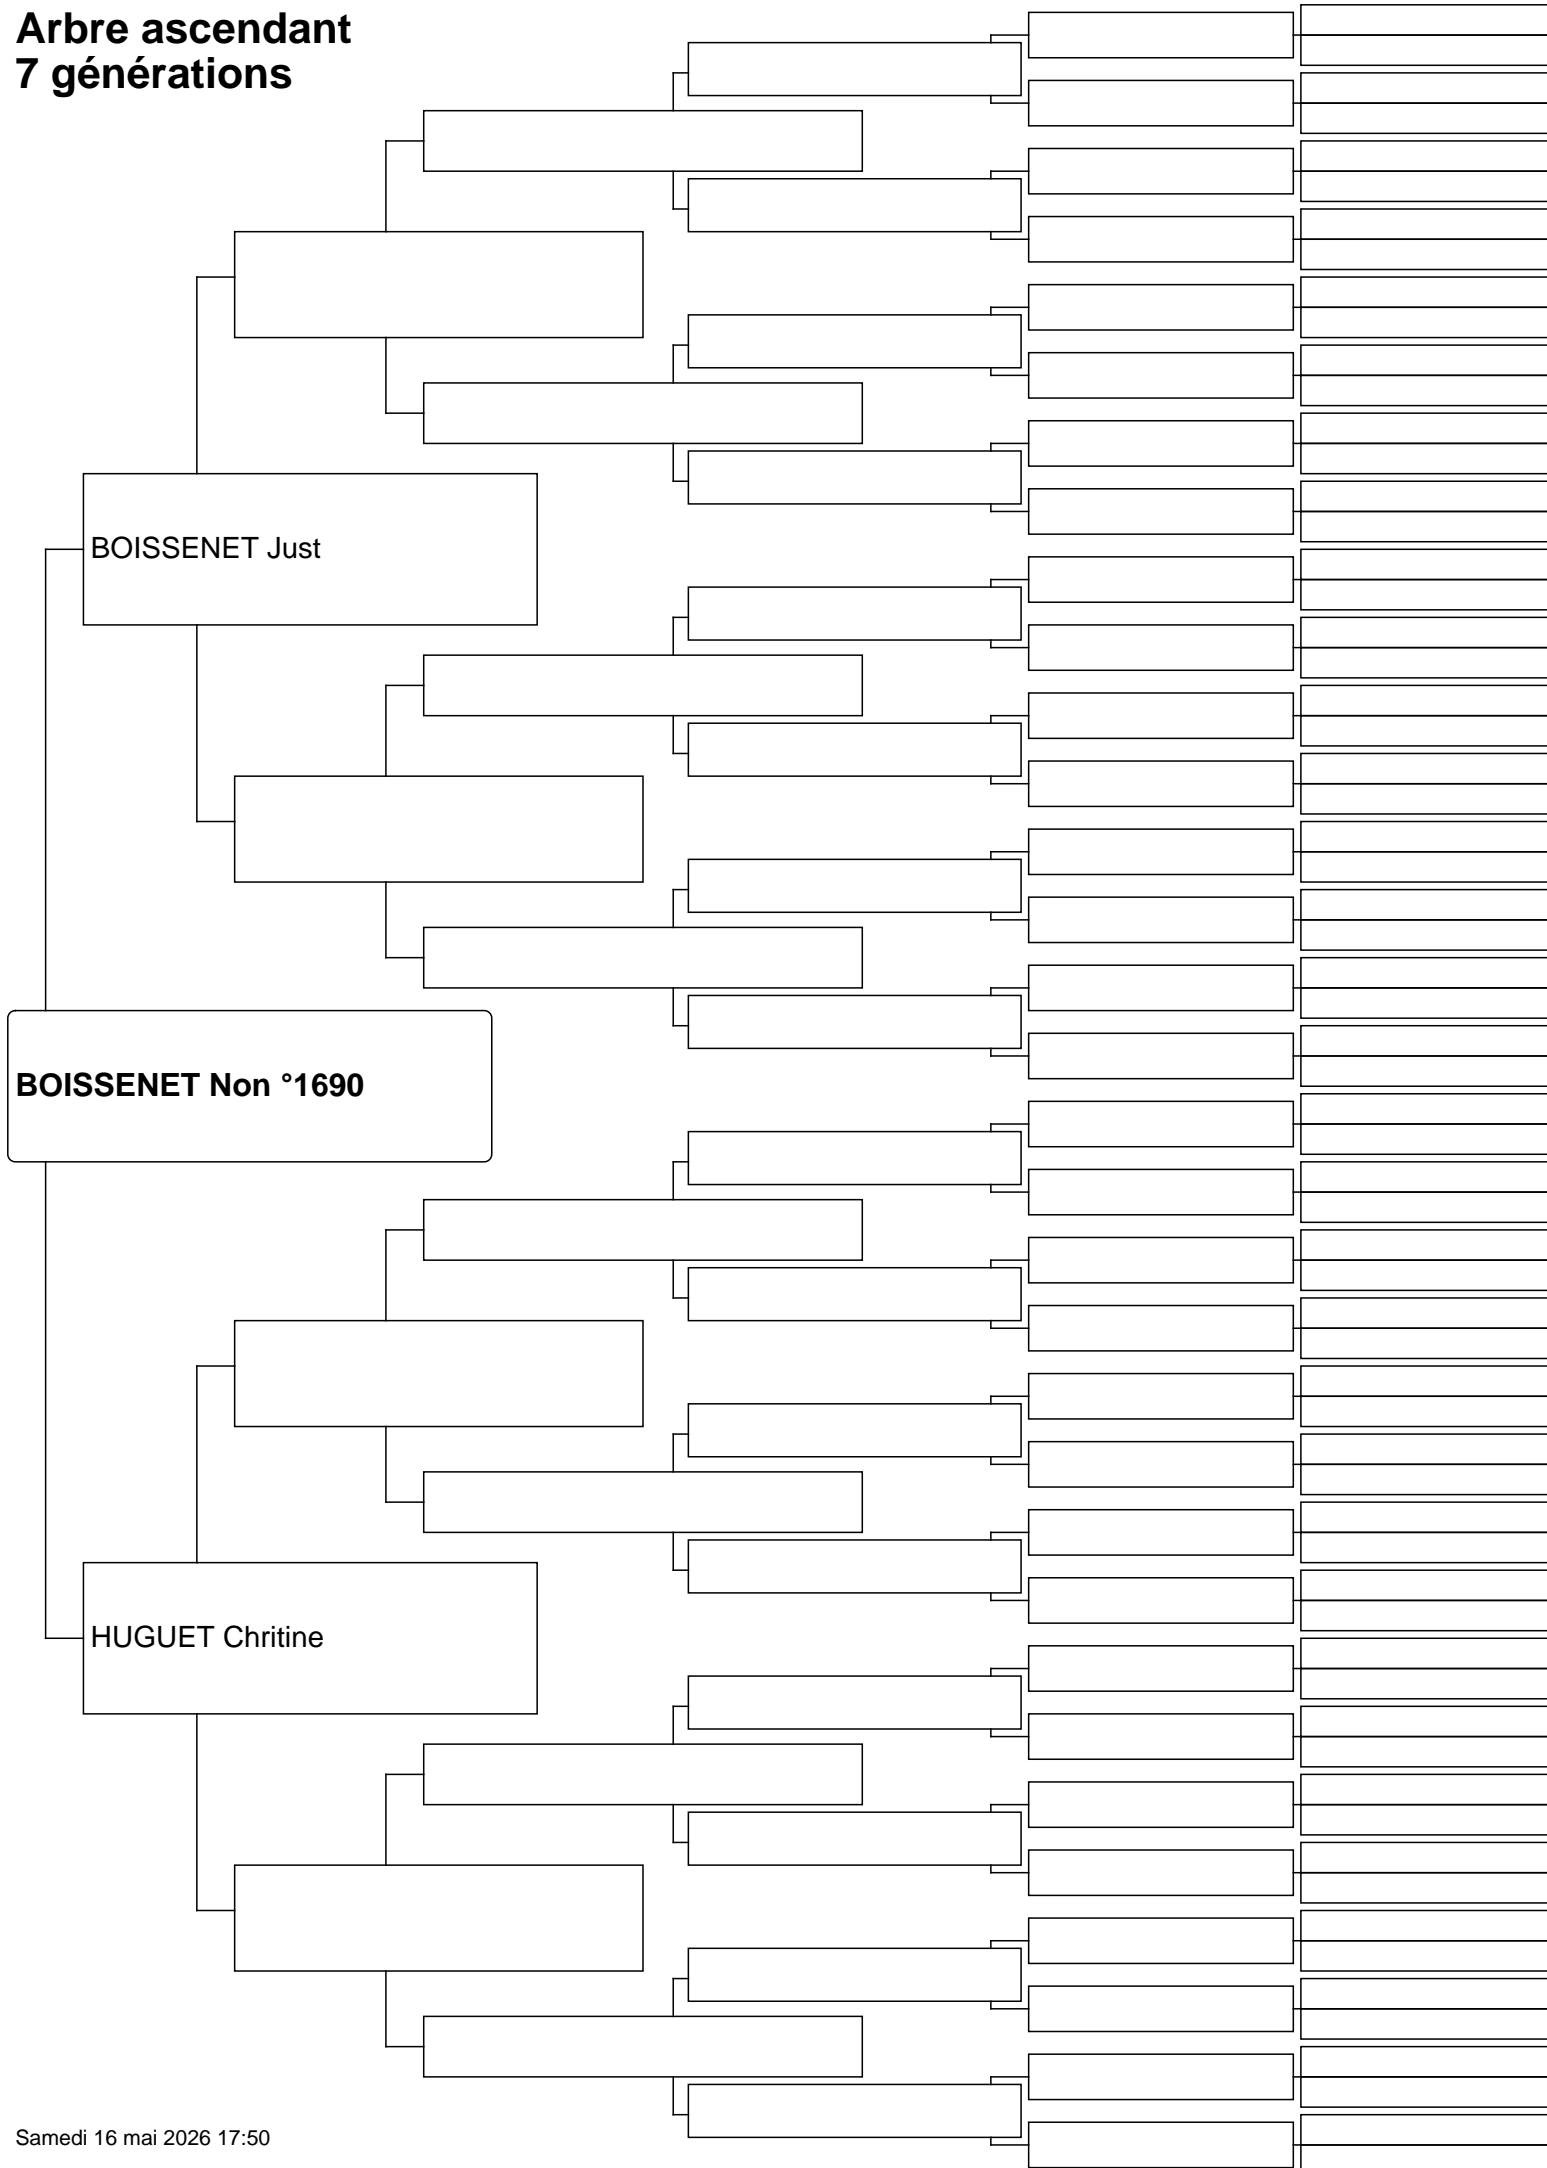 Arbre ascendant
7 générations
BOISSENET Just
BOISSENET Non °1690
HUGUET Chritine
Samedi 16 mai 2026 17:50